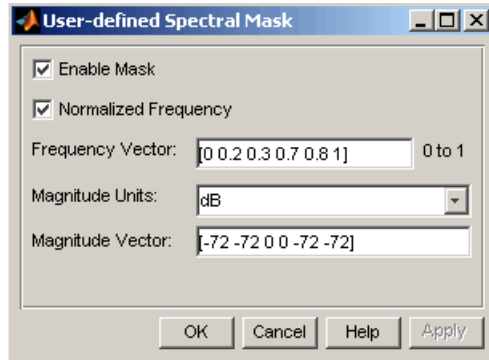 User-defined Spectral Mask
Enable Mask
Normalized Frequency
Frequency Vector: [0 0.2 0.3 0.7 0.8 1] 0 to 1
Magnitude Units: dB
Magnitude Vector: [-72 -72 0 0 -72 -72]
OK Cancel Help Apply